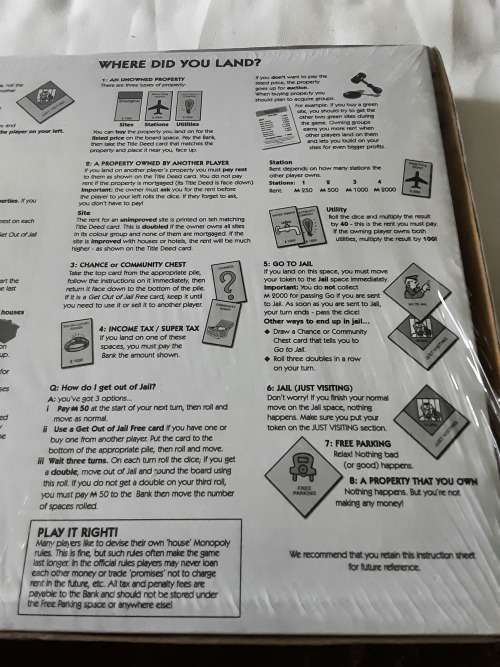 WHERE DID YOU LAND?
not the
1: AN UNOWNED PROPERTY
There are three types of property
Sites Stations Utilities
You can buy the property you land on for the
listed price on the board space. Pay the Bank,
then take the Title Deed card that matches the
property and place it near you, face up.
the player on your left.
2: A PROPERTY OWNED BY ANOTHER PLAYER
If you land on another player's property you must pay rent
to them as shown on the Title Deed card. You do not pay
rent if the property is mortgaged (its Title Deed is face down).
Important: the owner must ask you for the rent before
the player to your left rolls the dice. If they forget to ask,
you don't have to pay!
Site
The rent for an unimproved site is printed on teh matching
Title Deed card. This is doubled if the owner owns all sites
in its colour group and none of them are mortgaged. If the
site is improved with houses or hotels, the rent will be much
higher - as shown on the Title Deed card.
on each
Get Out of Jail
3: CHANCE or COMMUNITY CHEST
Take the top card from the appropriate pile,
follow the instructions on it immediately, then
return it face down to the bottom of the pile.
If it is a Get Out of Jail Free card, keep it until
you need to use it or sell it to another player.
houses
4: INCOME TAX / SUPER TAX
If you land on one of these
spaces, you must pay the
Bank the amount shown.
Q: How do I get out of Jail?
A: you've got 3 options...
i Pay M 50 at the start of your next turn, then roll and
move as normal.
ii Use a Get Out of Jail Free card if you have one or
buy one from another player. Put the card to the
bottom of the appropriate pile, then roll and move.
iii Wait three turns. On each turn roll the dice; if you get
a double, move out of Jail and round the board using
this roll. If you do not get a double on your third roll,
you must pay M 50 to the Bank then move the number
of spaces rolled.
PLAY IT RIGHT!
Many players like to devise their own 'house' Monopoly
rules. This is fine, but such rules often make the game
last longer. In the official rules players may never loan
each other money or trade 'promises' not to charge
rent in the future, etc. All tax and penalty fees are
payable to the Bank and should not be stored under
the Free Parking space or anywhere else!
If you don't want to pay the
listed price, the property
goes up for auction.
When buying property you
should plan to acquire groups.
For example, if you buy a green
site, you should try to get the
other two green sites during
the game. Owning groups
earns you more rent when
other players land on them
and lets you build on your
sites for even bigger profits.
Station
Rent depends on how many stations the
other player owns.
Stations: 1 2 3 4
Rent: M 250 M 500 M 1000 M 2000
Utility
Roll the dice and multiply the result
by 40 - this is the rent you must pay.
If the owning player owns both
utilities, multiply the result by 100!
5: GO TO JAIL
If you land on this space, you must move
your token to the Jail space immediately.
Important: You do not collect
M 2000 for passing Go if you are sent
to Jail. As soon as you are sent to Jail,
your turn ends - pass the dice!
Other ways to end up in jail...
◆ Draw a Chance or Community
Chest card that tells you to
Go to Jail.
◆ Roll three doubles in a row
on your turn.
GO TO JAIL
JUST VISITING
6: JAIL (JUST VISITING)
Don't worry! If you finish your normal
move on the Jail space, nothing
happens. Make sure you put your
token on the JUST VISITING section.
JUST VISITING
7: FREE PARKING
Relax! Nothing bad
(or good) happens.
FREE
PARKING
8: A PROPERTY THAT YOU OWN
Nothing happens. But you're not
making any money!
We recommend that you retain this instruction sheet
for future reference.